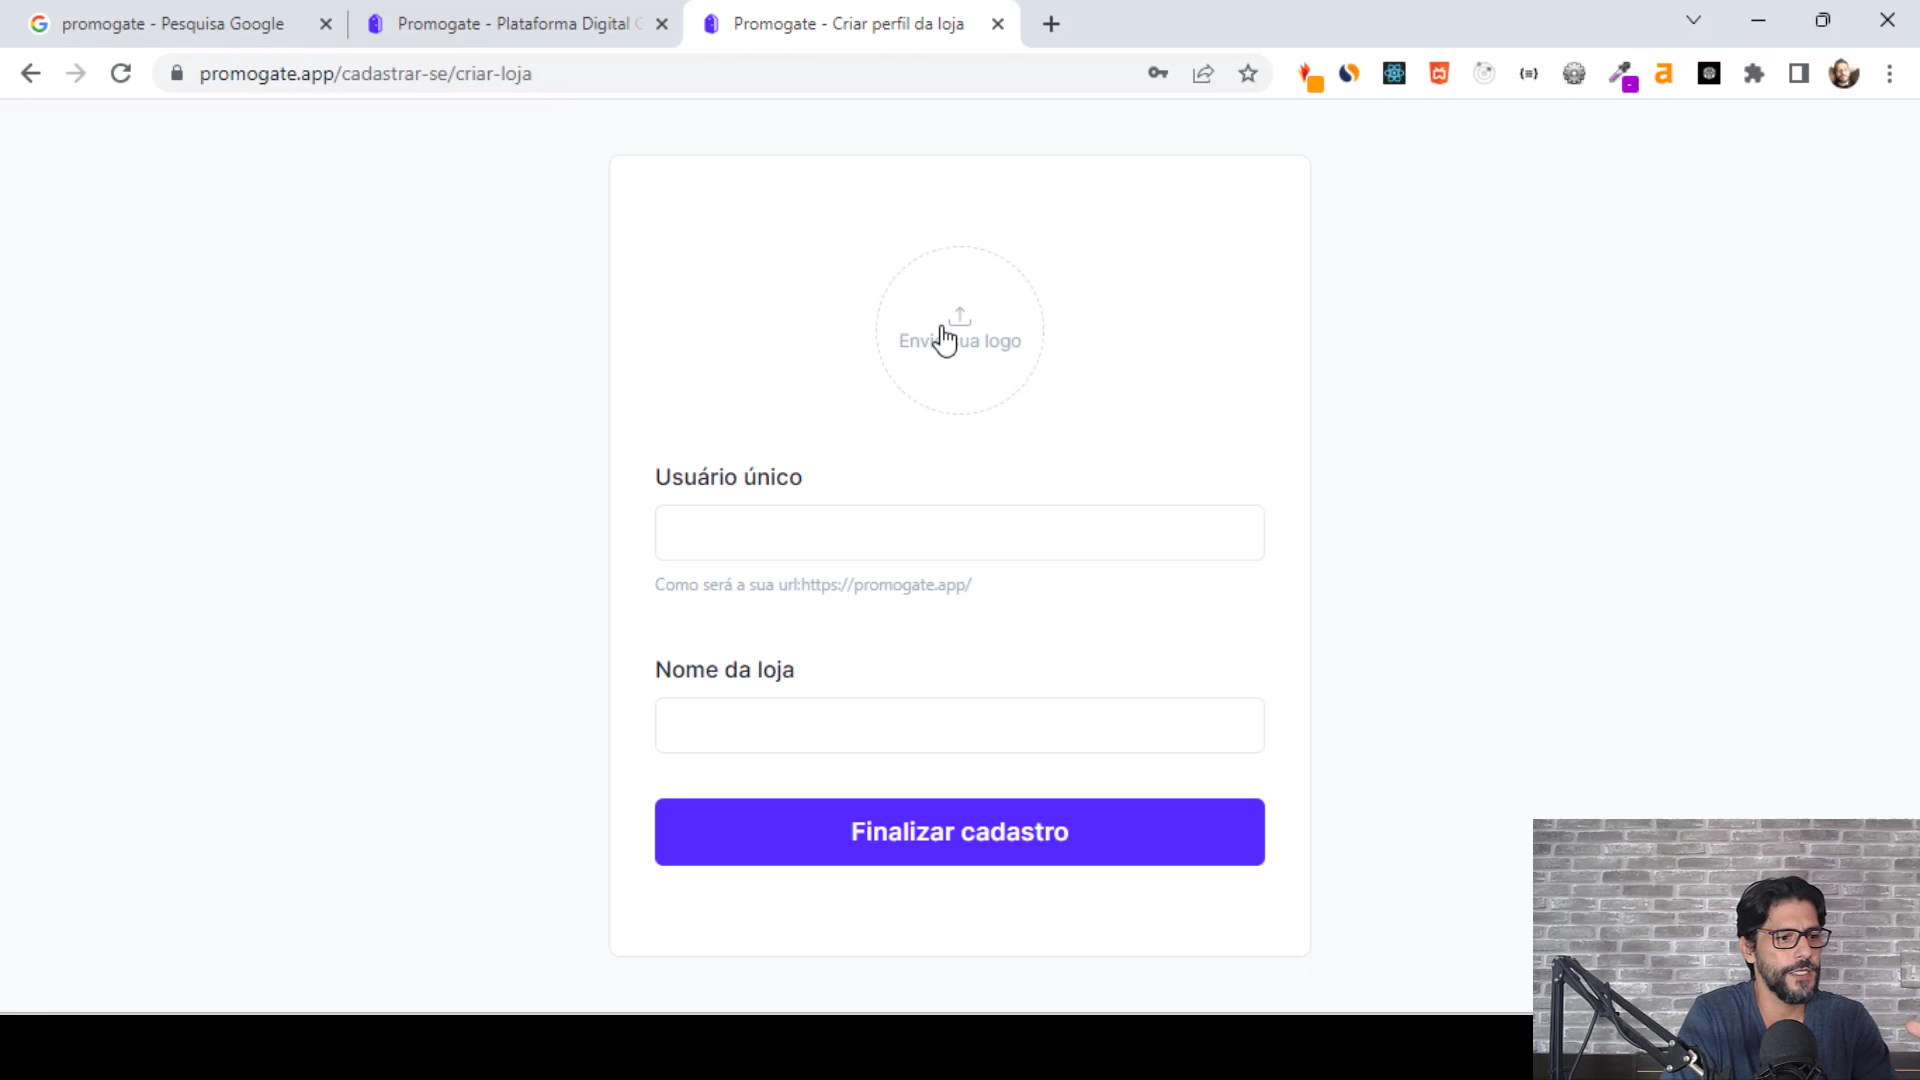 promogate - Pesquisa Google
Promogate - Plataforma Digital
Promogate - Criar perfil da loja
promogate.app/cadastrar-se/criar-loja
logo
Usuário único
Como será a sua url:https://promogate.app/
Nome da loja
Finalizar cadastro